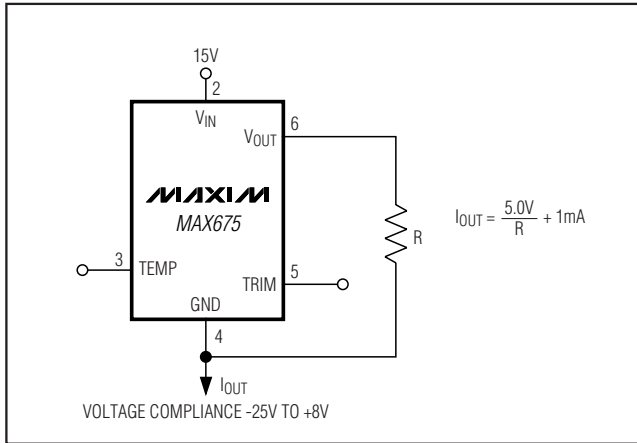 15V
2
VIN
6
VOUT
MAXIM
MAX675
R
IOUT = 5.0V / R + 1mA
3
TEMP
5
TRIM
GND
4
IOUT
VOLTAGE COMPLIANCE -25V TO +8V